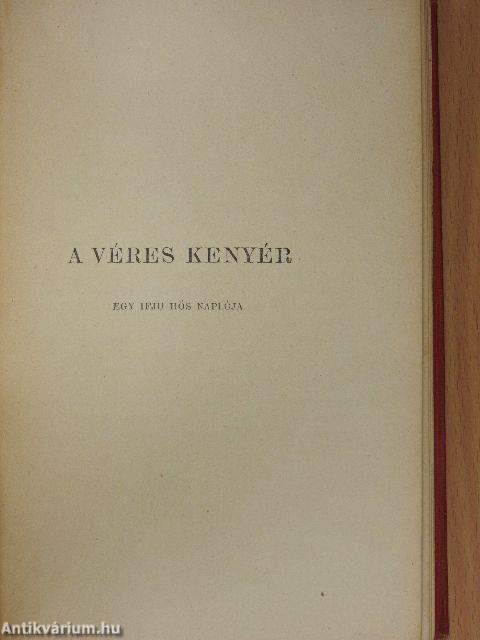 A VÉRES KENYÉR
EGY IFJU HŐS NAPLÓJA
Antikvárium.hu